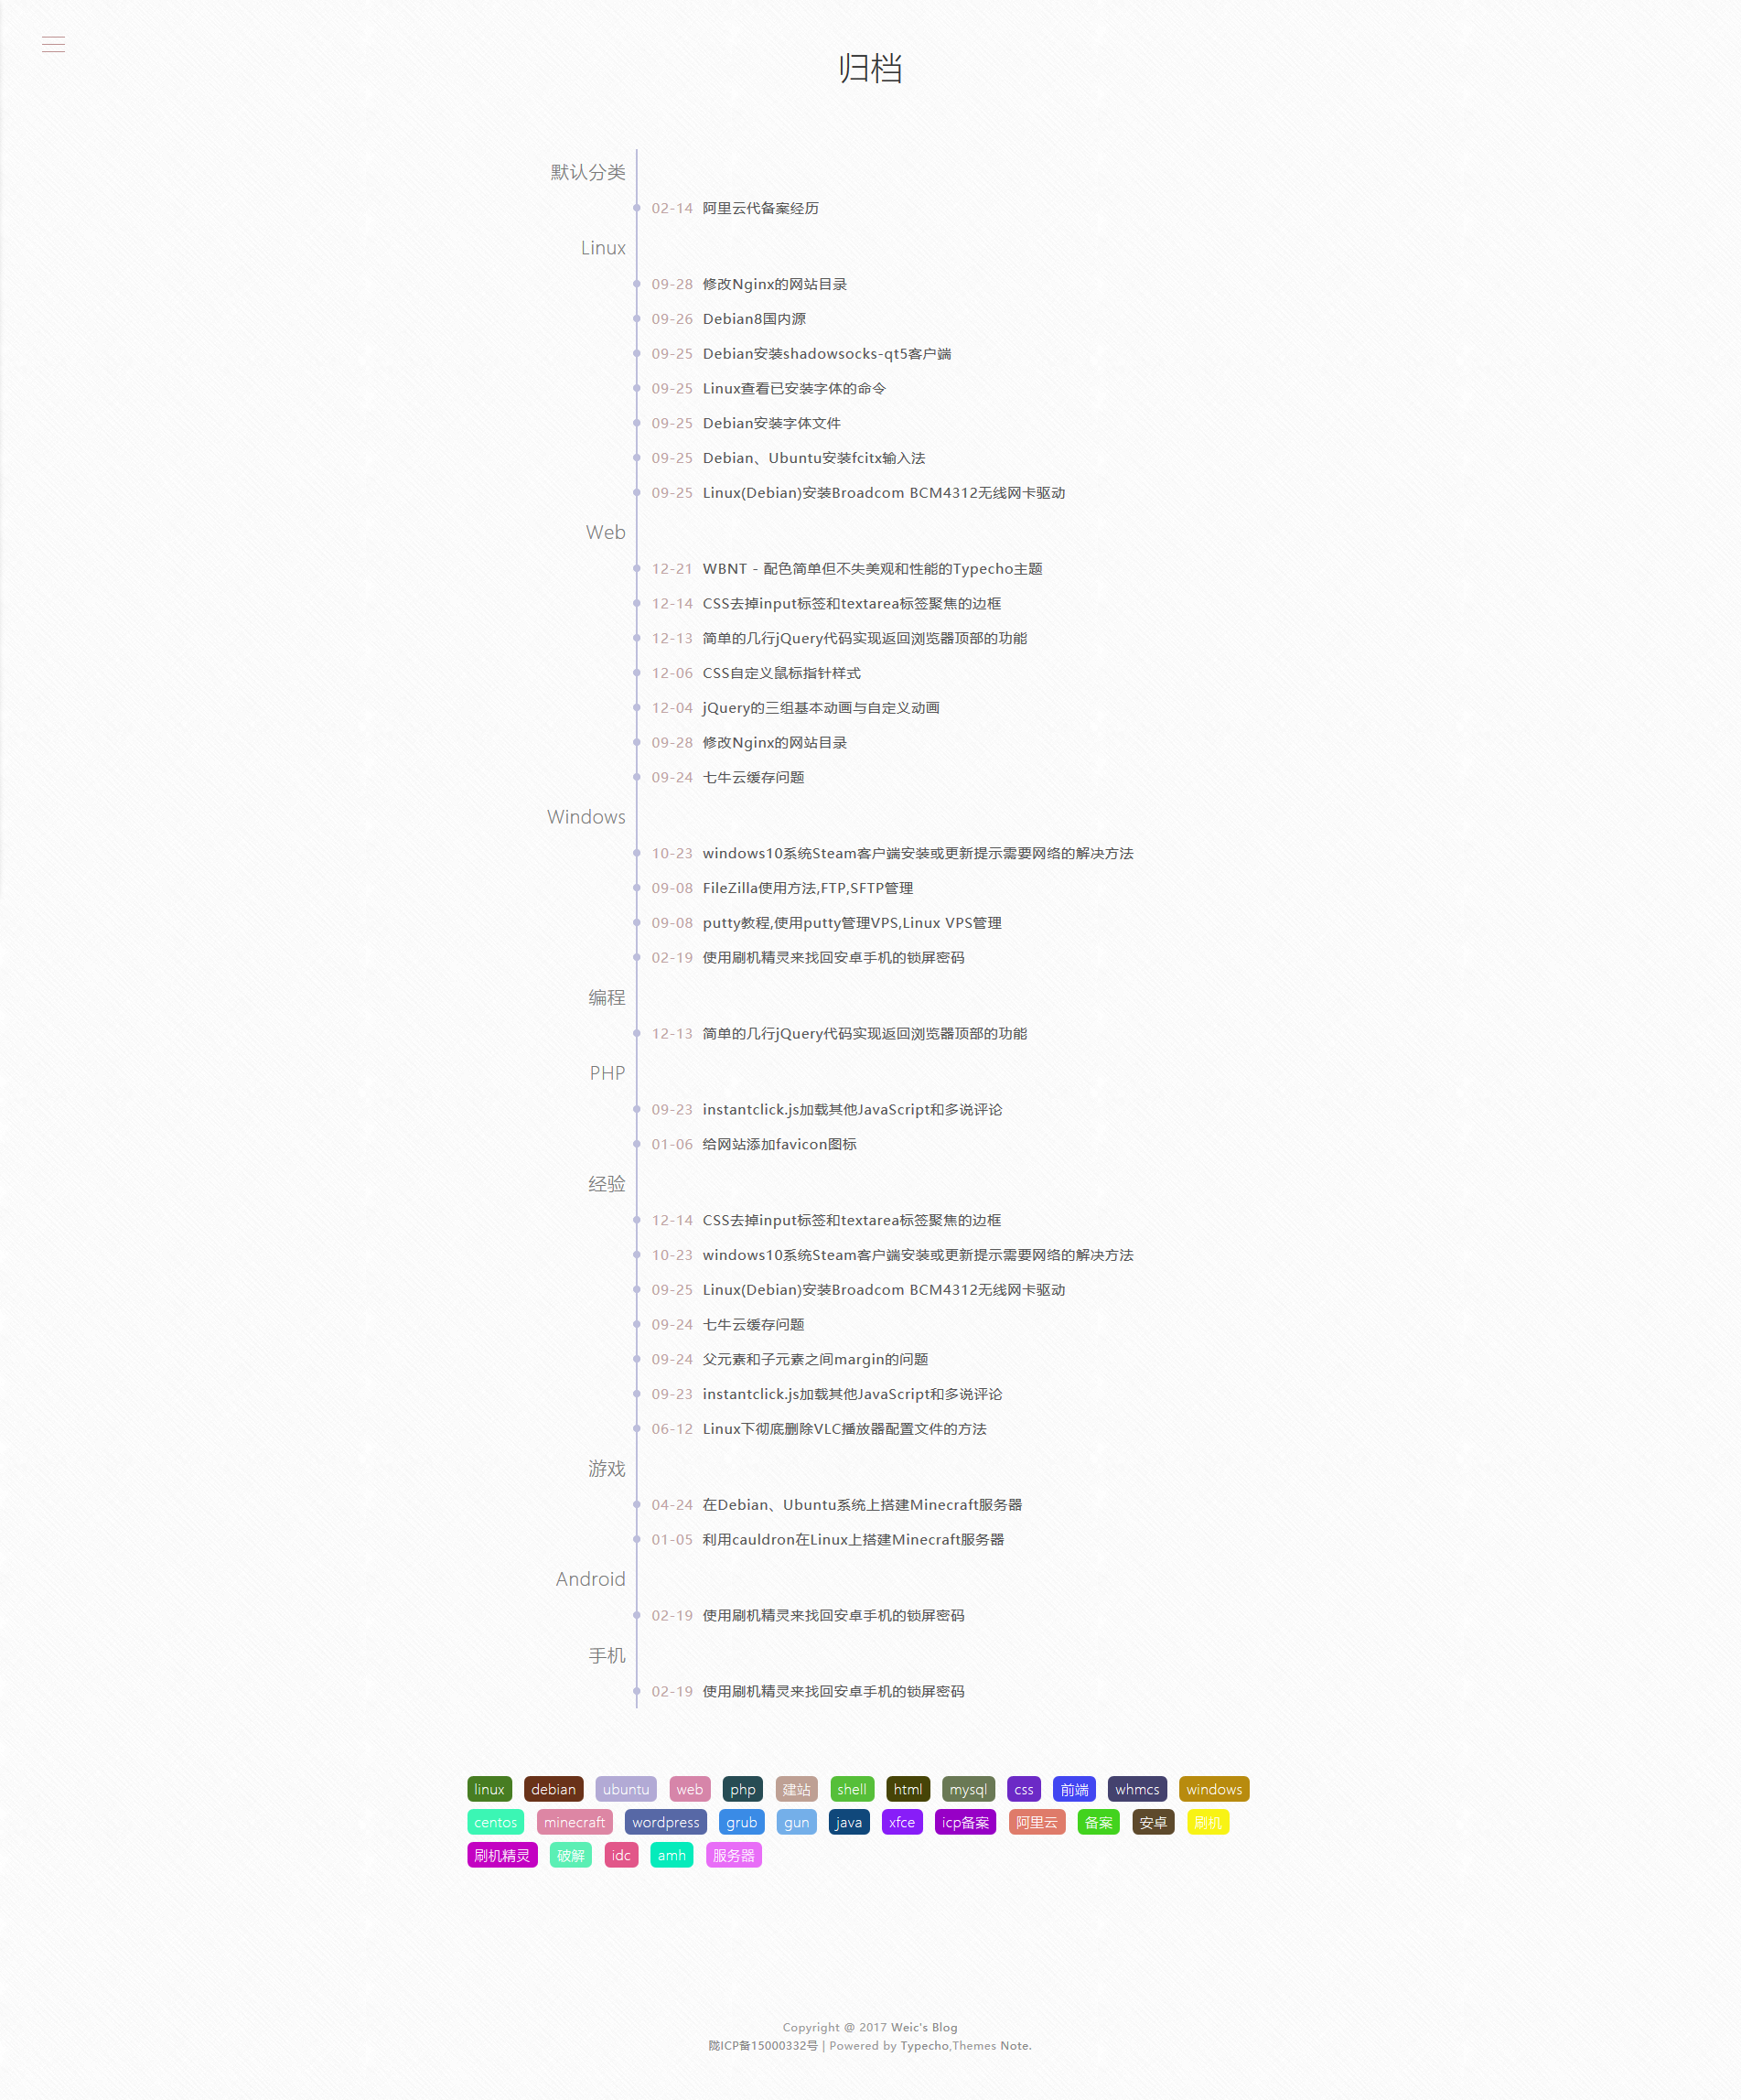 归档
默认分类
02-14 阿里云代备案经历
Linux
09-28 修改Nginx的网站目录
09-26 Debian8国内源
09-25 Debian安装shadowsocks-qt5客户端
09-25 Linux查看已安装字体的命令
09-25 Debian安装字体文件
09-25 Debian、Ubuntu安装fcitx输入法
09-25 Linux(Debian)安装Broadcom BCM4312无线网卡驱动
Web
12-21 WBNT - 配色简单但不失美观和性能的Typecho主题
12-14 CSS去掉input标签和textarea标签聚焦的边框
12-13 简单的几行jQuery代码实现返回浏览器顶部的功能
12-06 CSS自定义鼠标指针样式
12-04 jQuery的三组基本动画与自定义动画
09-28 修改Nginx的网站目录
09-24 七牛云缓存问题
Windows
10-23 windows10系统Steam客户端安装或更新提示需要网络的解决方法
09-08 FileZilla使用方法,FTP,SFTP管理
09-08 putty教程,使用putty管理VPS,Linux VPS管理
02-19 使用刷机精灵来找回安卓手机的锁屏密码
编程
12-13 简单的几行jQuery代码实现返回浏览器顶部的功能
PHP
09-23 instantclick.js加载其他JavaScript和多说评论
01-06 给网站添加favicon图标
经验
12-14 CSS去掉input标签和textarea标签聚焦的边框
10-23 windows10系统Steam客户端安装或更新提示需要网络的解决方法
09-25 Linux(Debian)安装Broadcom BCM4312无线网卡驱动
09-24 七牛云缓存问题
09-24 父元素和子元素之间margin的问题
09-23 instantclick.js加载其他JavaScript和多说评论
06-12 Linux下彻底删除VLC播放器配置文件的方法
游戏
04-24 在Debian、Ubuntu系统上搭建Minecraft服务器
01-05 利用cauldron在Linux上搭建Minecraft服务器
Android
02-19 使用刷机精灵来找回安卓手机的锁屏密码
手机
02-19 使用刷机精灵来找回安卓手机的锁屏密码
linux debian ubuntu web php 建站 shell html mysql css 前端 whmcs windows
centos minecraft wordpress grub gun java xfce icp备案 阿里云 备案 安卓 刷机
刷机精灵 破解 idc amh 服务器
Copyright @ 2017 Weic's Blog
陇ICP备15000332号 | Powered by Typecho,Themes Note.